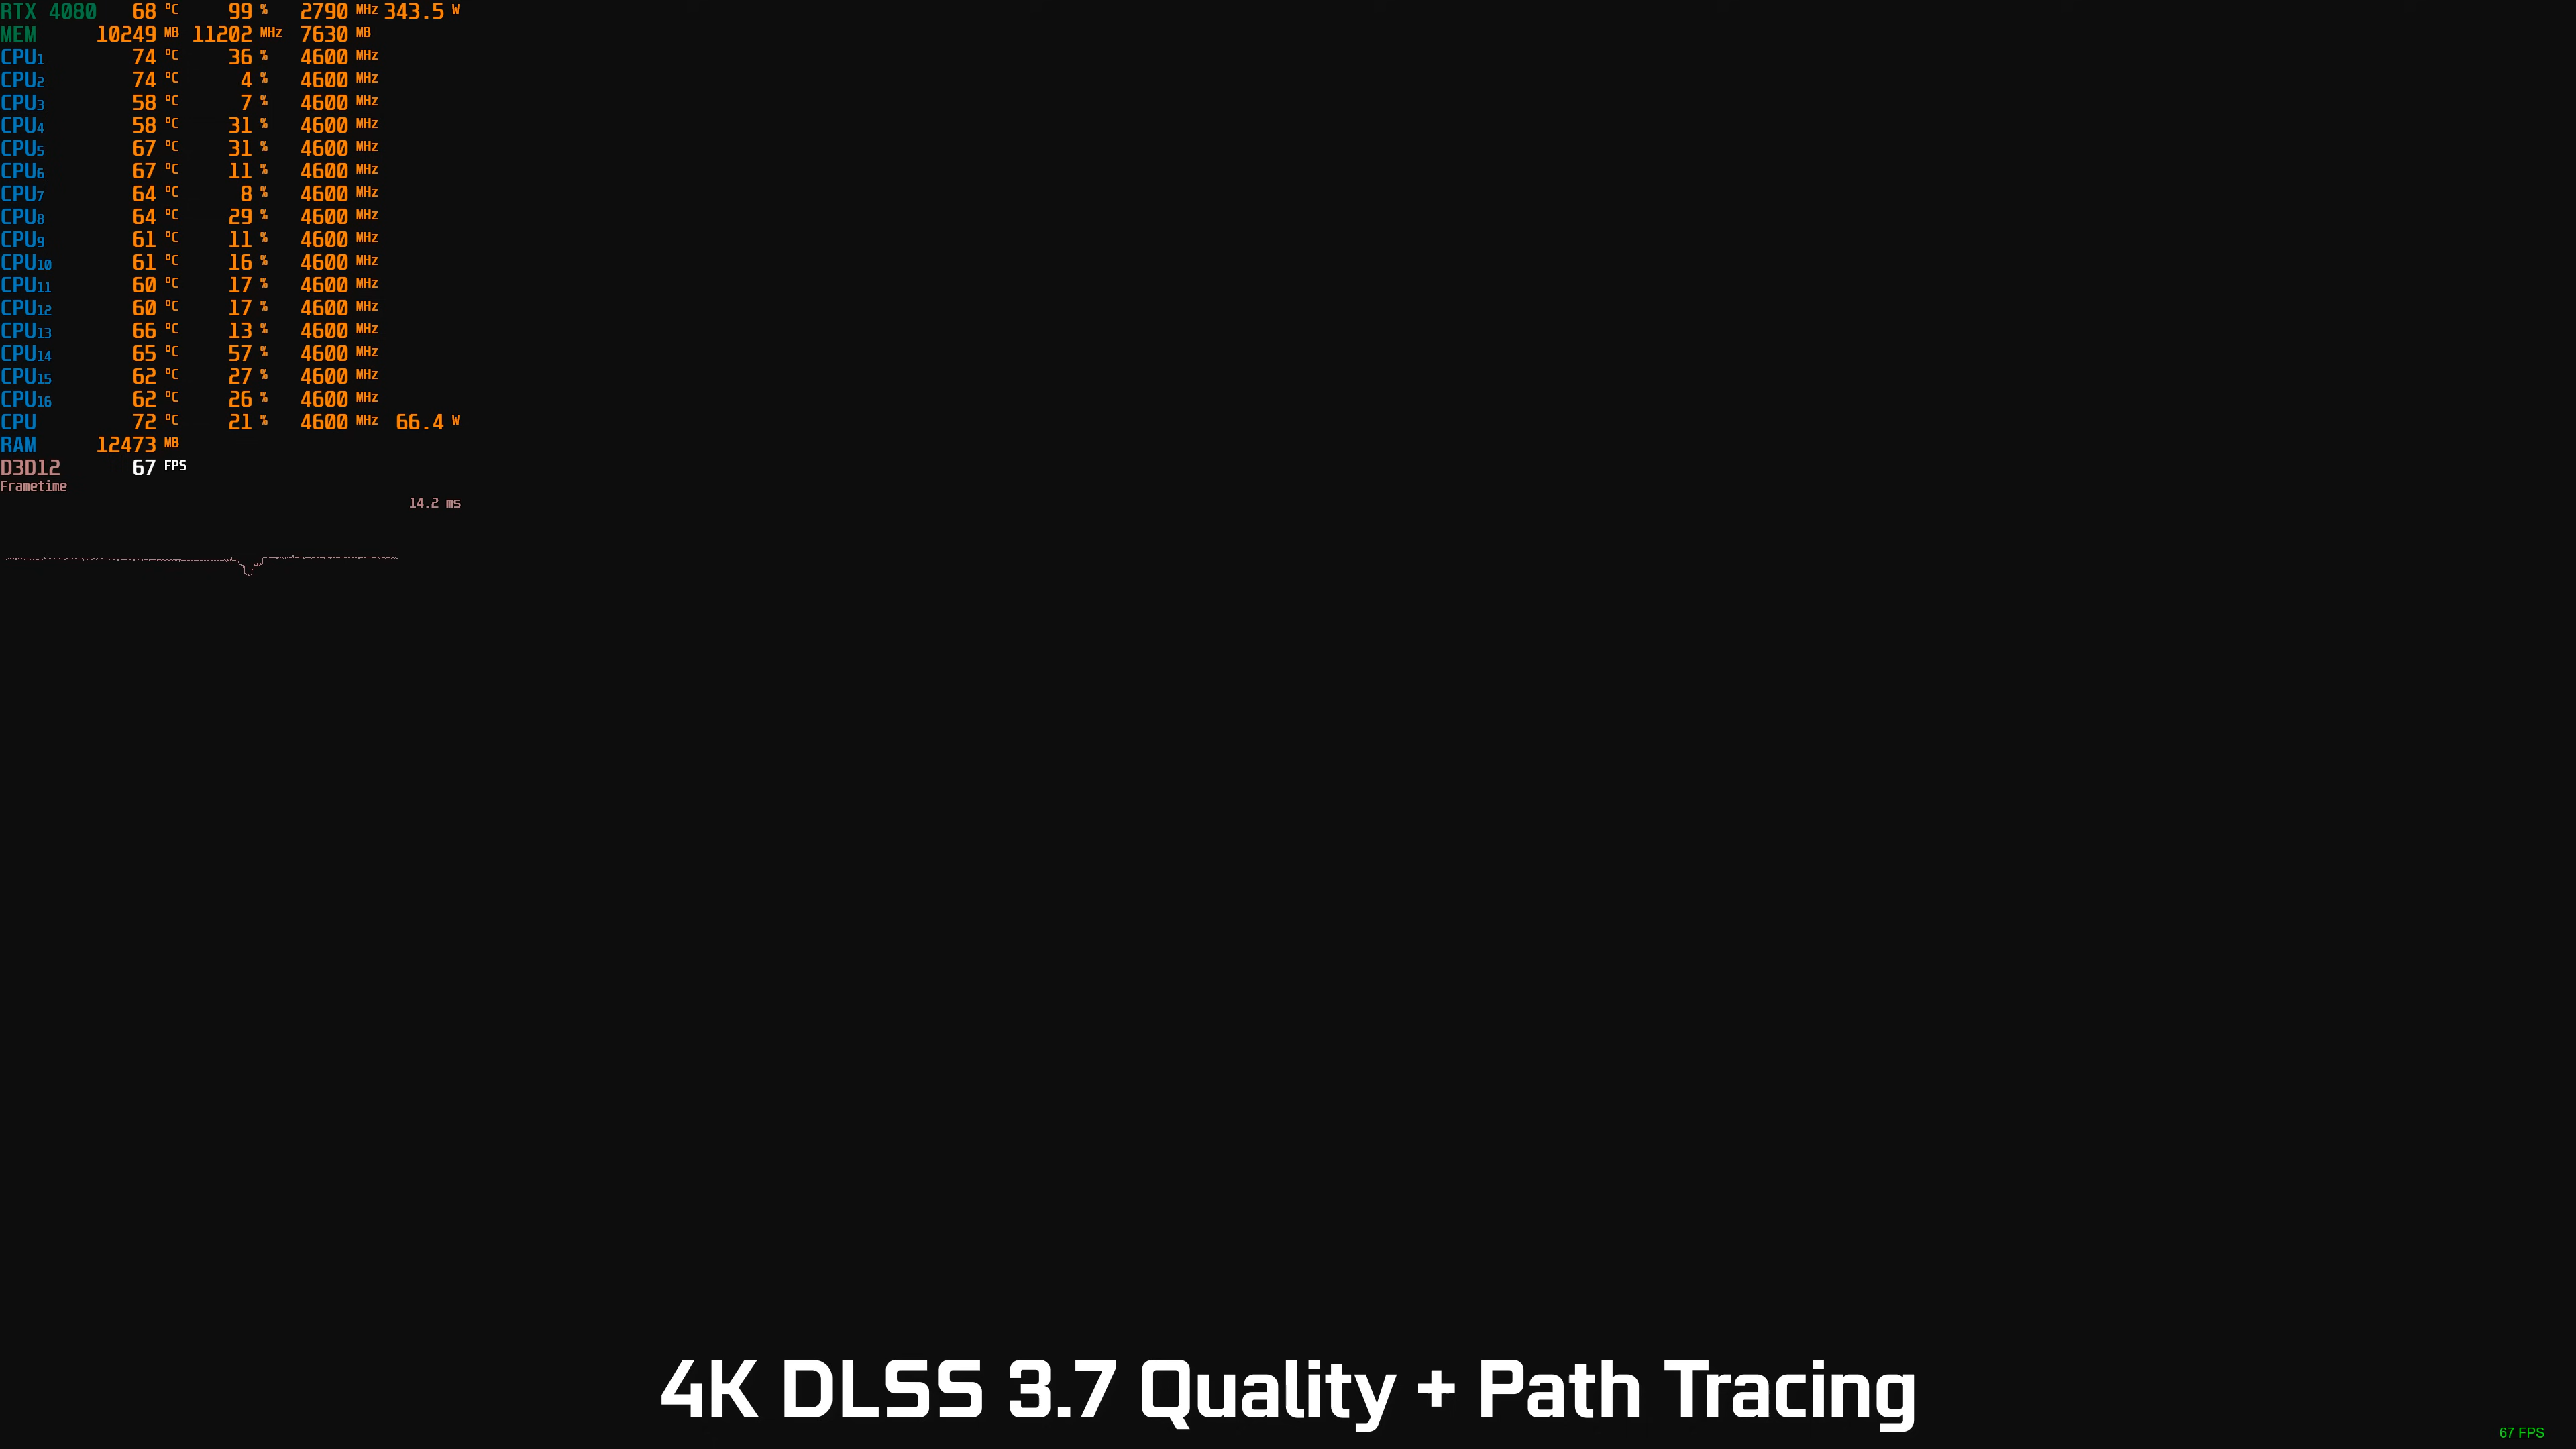 RTX 4080 68 °C 99 % 2790 MHz 343.5 W
MEM 10249 MB 11202 MHz 7630 MB
CPU1 74 °C 36 % 4600 MHz
CPU2 74 °C 4 % 4600 MHz
CPU3 58 °C 7 % 4600 MHz
CPU4 58 °C 31 % 4600 MHz
CPU5 67 °C 31 % 4600 MHz
CPU6 67 °C 11 % 4600 MHz
CPU7 64 °C 8 % 4600 MHz
CPU8 64 °C 29 % 4600 MHz
CPU9 61 °C 11 % 4600 MHz
CPU10 61 °C 16 % 4600 MHz
CPU11 60 °C 17 % 4600 MHz
CPU12 60 °C 17 % 4600 MHz
CPU13 66 °C 13 % 4600 MHz
CPU14 65 °C 57 % 4600 MHz
CPU15 62 °C 27 % 4600 MHz
CPU16 62 °C 26 % 4600 MHz
CPU 72 °C 21 % 4600 MHz 66.4 W
RAM 12473 MB
D3D12 67 FPS
Frametime
14.2 ms
4K DLSS 3.7 Quality + Path Tracing
67 FPS